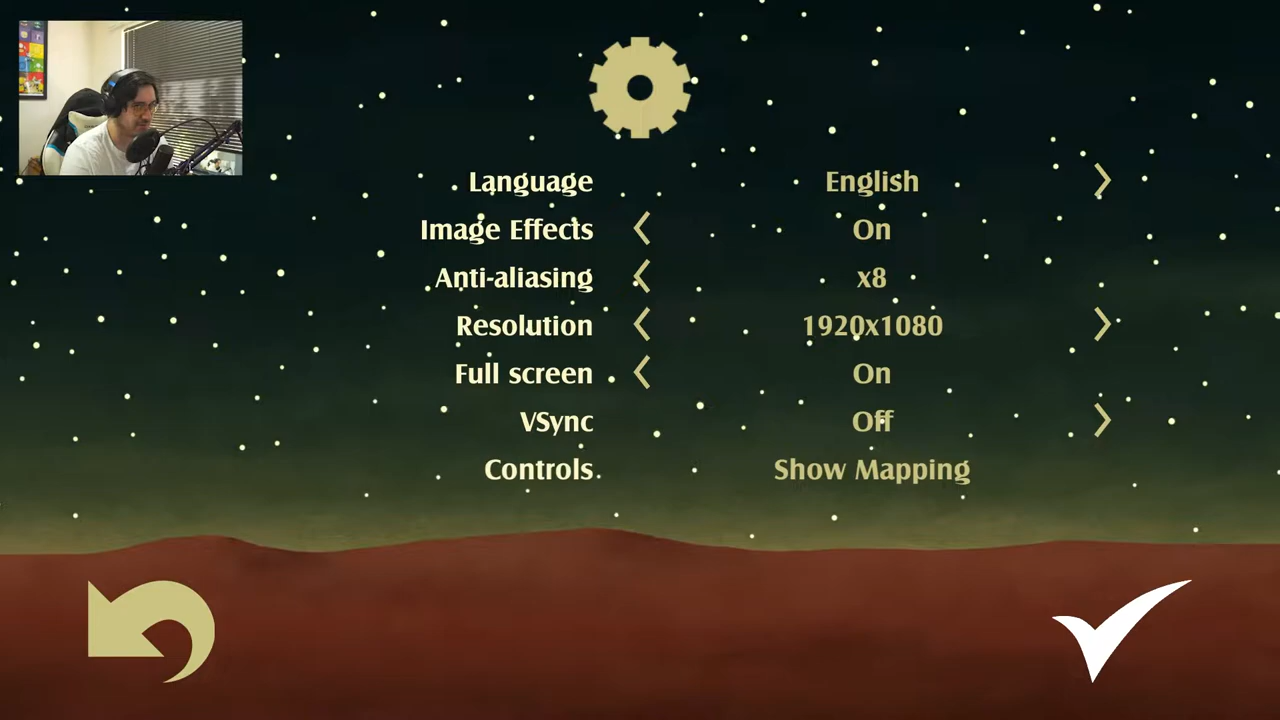 Language English
Image Effects On
Anti-aliasing x8
Resolution 1920x1080
Full screen On
VSync Off
Controls Show Mapping